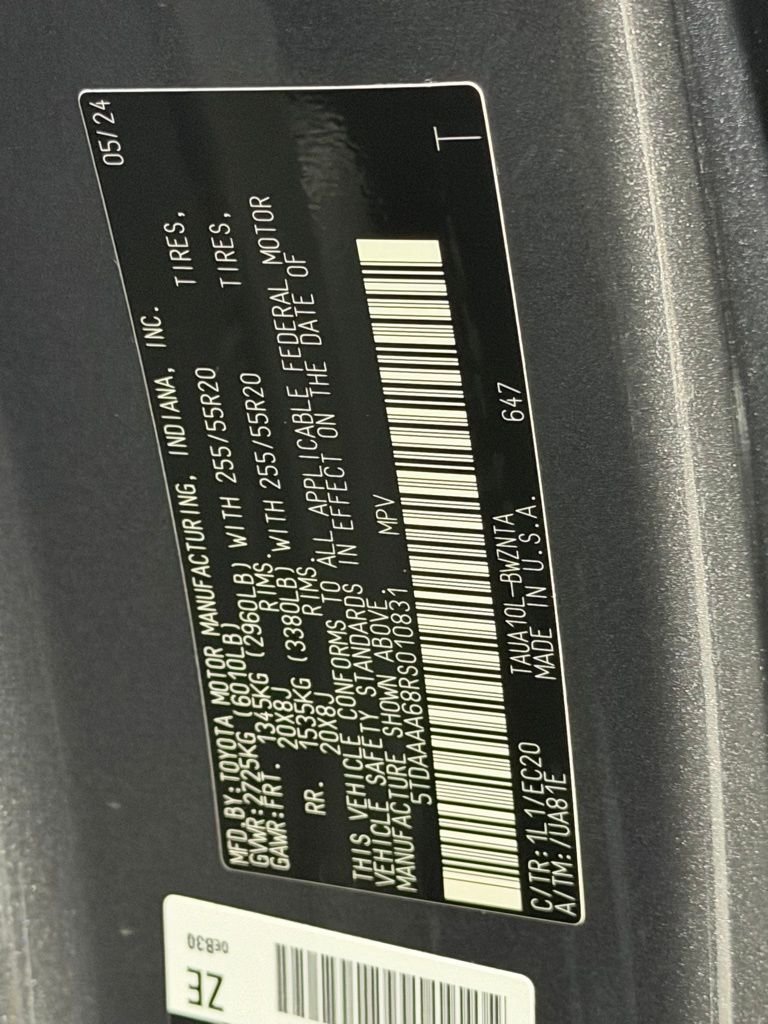 MFD.BY:TOYOTA MOTOR MANUFACTURING, INDIANA, INC. 05/24
GVWR:2725KG (6010LB)
GAWR:FRT. 1345KG (2960LB) WITH 255/55R20 TIRES,
20X8J RIMS.
RR. 1535KG (3380LB) WITH 255/55R20 TIRES,
20X8J RIMS.
THIS VEHICLE CONFORMS TO ALL APPLICABLE FEDERAL MOTOR
VEHICLE SAFETY STANDARDS IN EFFECT ON THE DATE OF
MANUFACTURE SHOWN ABOVE.
5TDAAAA68RS010831 MPV
T
C/TR:1L1/EC20 TAUA10L-BWZNTA 647
A/TM:/UA81E MADE IN U.S.A.
ZE